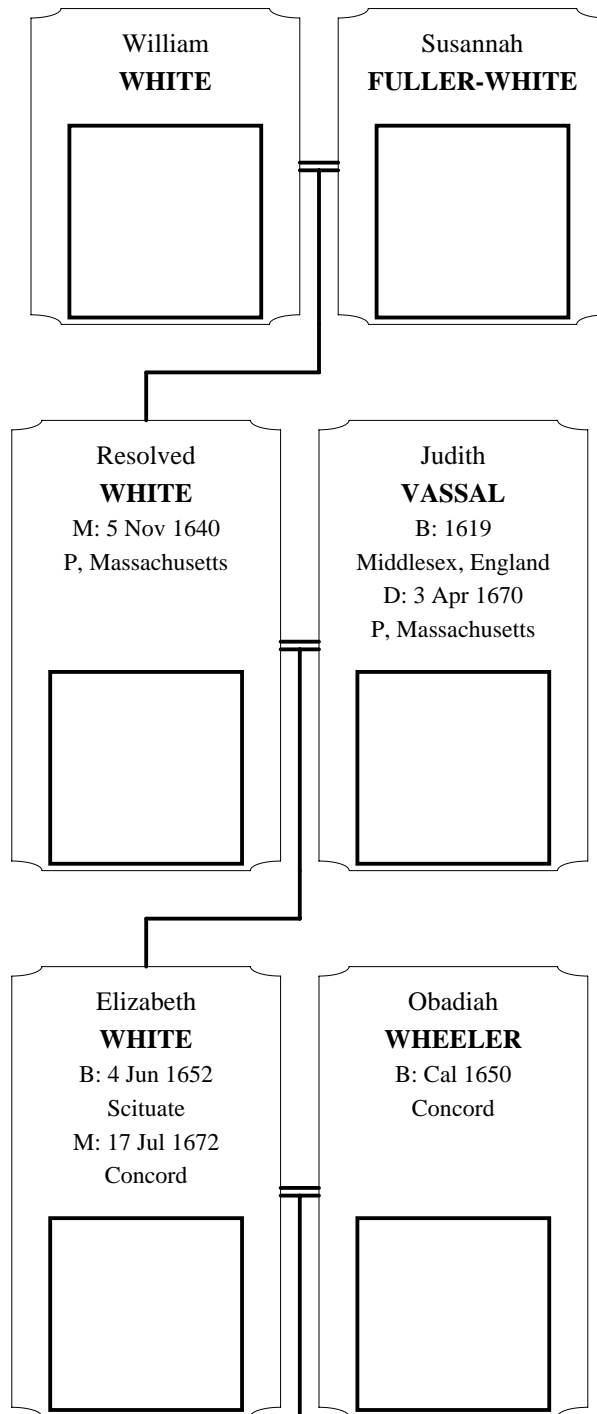 William
WHITE
Susannah
FULLER-WHITE
Resolved
WHITE
M: 5 Nov 1640
P, Massachusetts
Judith
VASSAL
B: 1619
Middlesex, England
D: 3 Apr 1670
P, Massachusetts
Elizabeth
WHITE
B: 4 Jun 1652
Scituate
M: 17 Jul 1672
Concord
Obadiah
WHEELER
B: Cal 1650
Concord